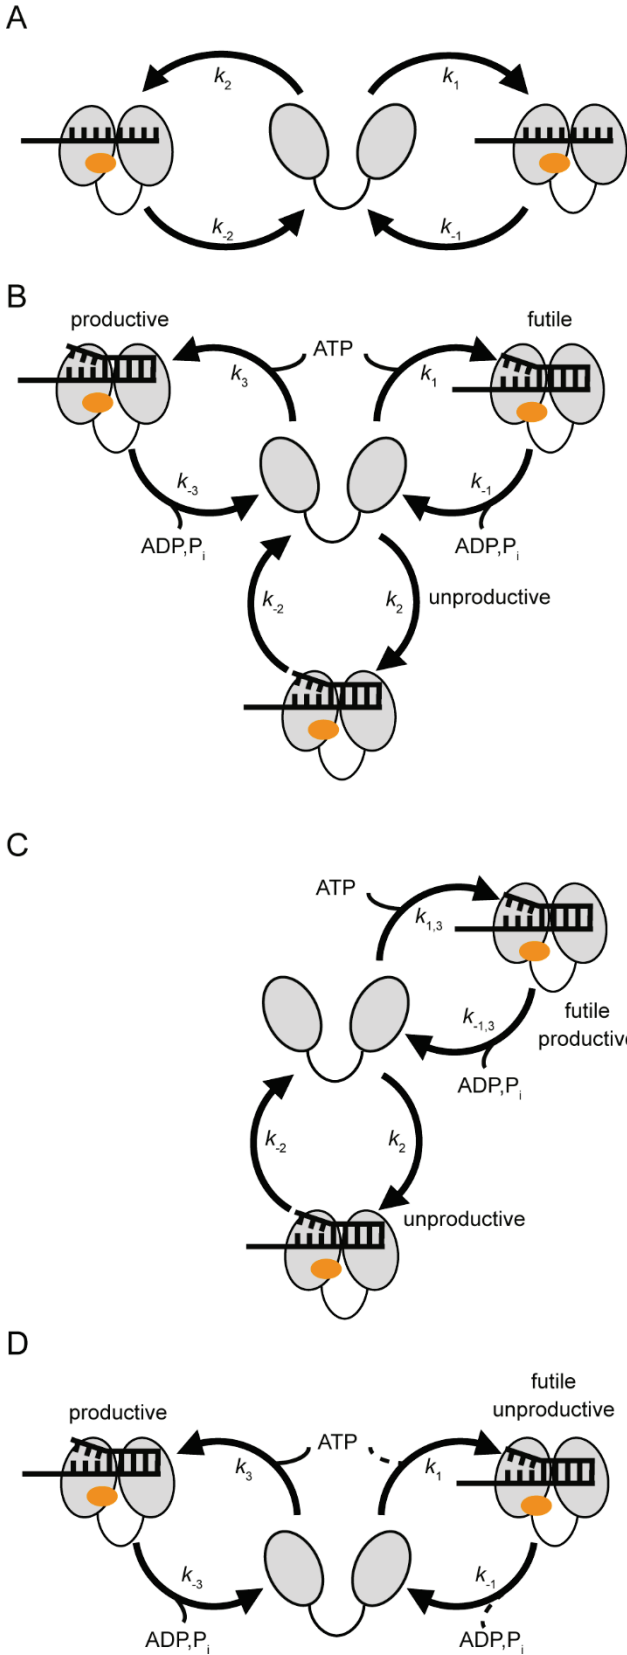 A
k2
k1
k-2
k-1
B
productive
futile
ATP
k3
k1
k-3
k-1
ADP,Pi
ADP,Pi
k-2
k2
unproductive
C
ATP
k1,3
k-1,3
futile
productive
ADP,Pi
k-2
k2
unproductive
D
futile
productive
unproductive
ATP
k3
k1
k-3
k-1
ADP,Pi
ADP,Pi